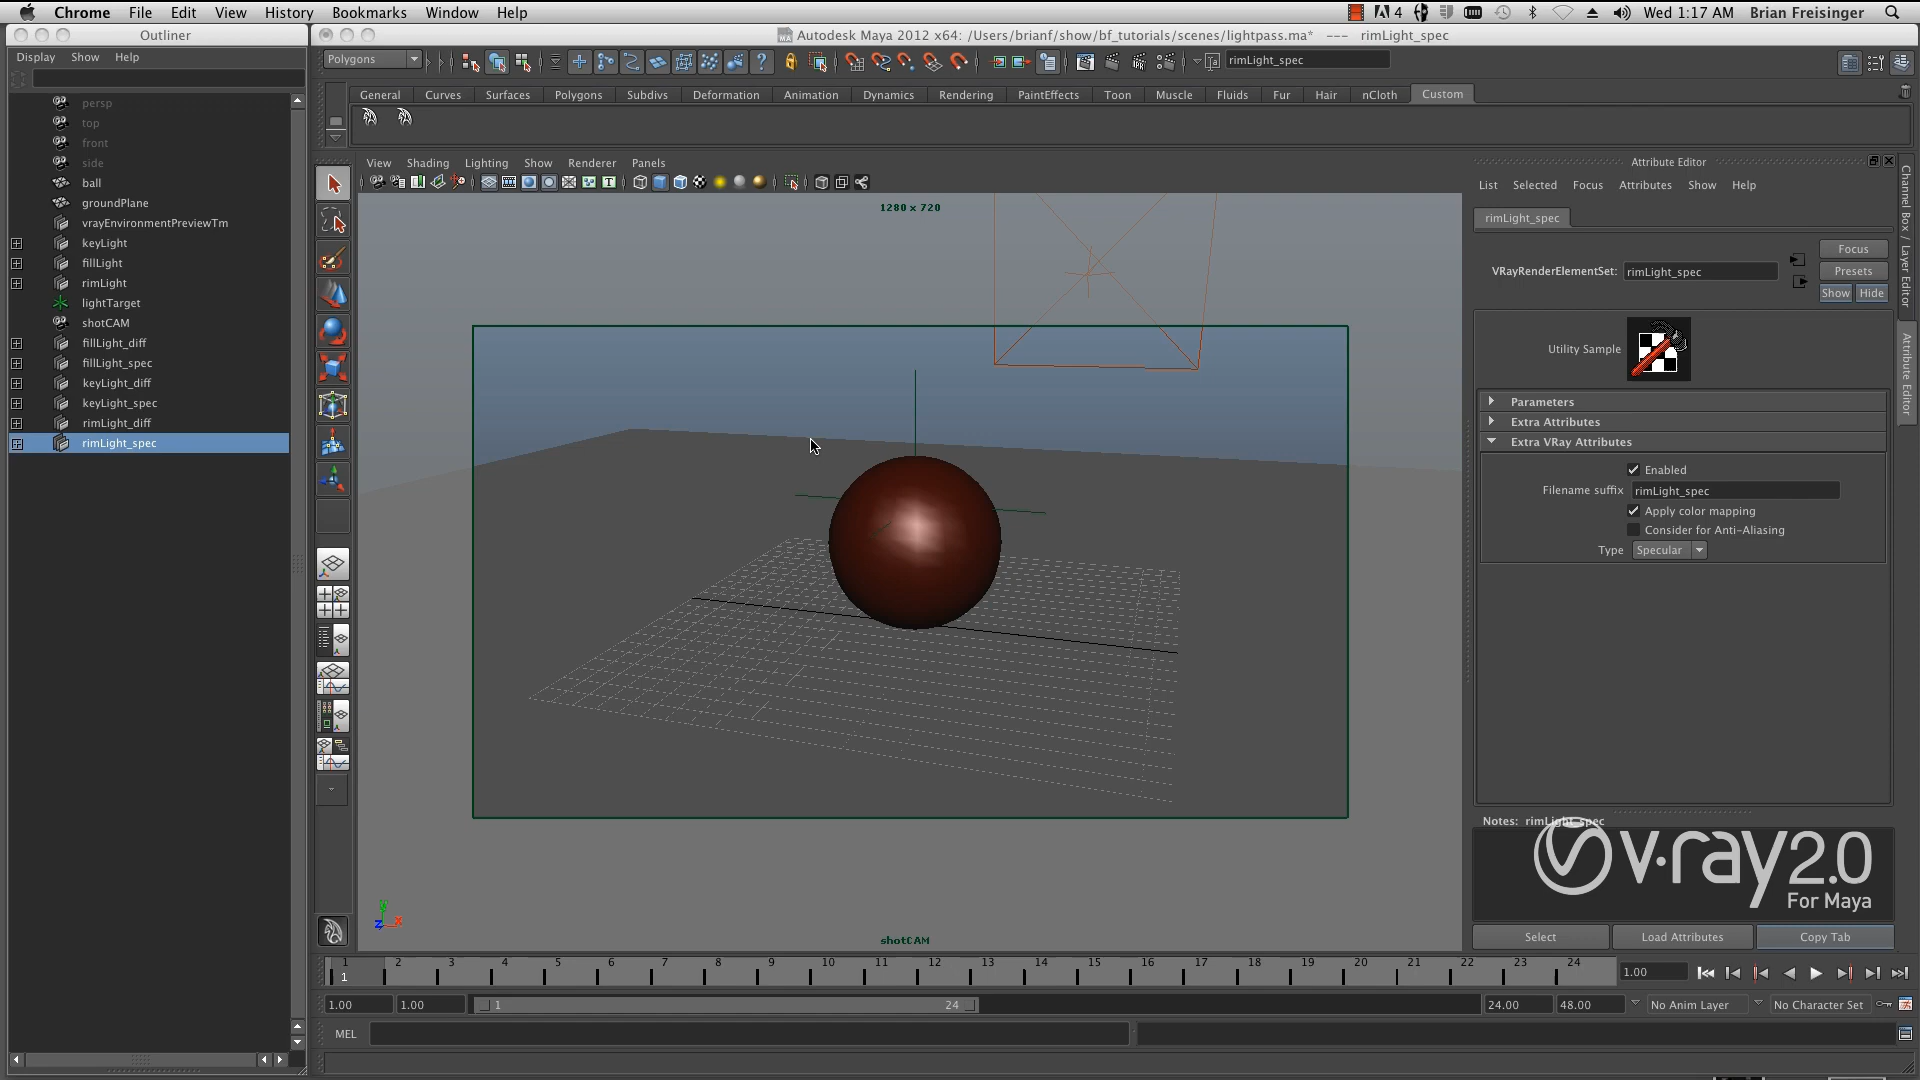 Chrome File Edit View History Bookmarks Window Help
4 Wed 1:17 AM Brian Freisinger
Outliner
Autodesk Maya 2012 x64: /Users/brianf/show/bf_tutorials/scenes/lightpass.ma* --- rimLight_spec
Display Show Help
Polygons
rimLight_spec
General Curves Surfaces Polygons Subdivs Deformation Animation Dynamics Rendering PaintEffects Toon Muscle Fluids Fur Hair nCloth Custom
persp
top
front
side
ball
groundPlane
vrayEnvironmentPreviewTm
keyLight
fillLight
rimLight
lightTarget
shotCAM
fillLight_diff
fillLight_spec
keyLight_diff
keyLight_spec
rimLight_diff
rimLight_spec
View Shading Lighting Show Renderer Panels
1280 x 720
shotCAM
Attribute Editor
List Selected Focus Attributes Show Help
rimLight_spec
VRayRenderElementSet: rimLight_spec
Focus
Presets
Show Hide
Utility Sample
Parameters
Extra Attributes
Extra VRay Attributes
Enabled
Filename suffix rimLight_spec
Apply color mapping
Consider for Anti-Aliasing
Type Specular
Notes: rimLight_spec
v·ray2.0
For Maya
Select Load Attributes Copy Tab
Channel Box / Layer Editor
Attribute Editor
1 2 3 4 5 6 7 8 9 10 11 12 13 14 15 16 17 18 19 20 21 22 23 24
1
1.00
1.00 1.00 1 24 24.00 48.00 No Anim Layer No Character Set
MEL